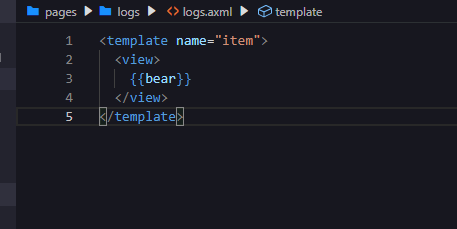 pages logs logs.axml template
1 <template name="item">
2 <view>
3 {{bear}}
4 </view>
5 </template>